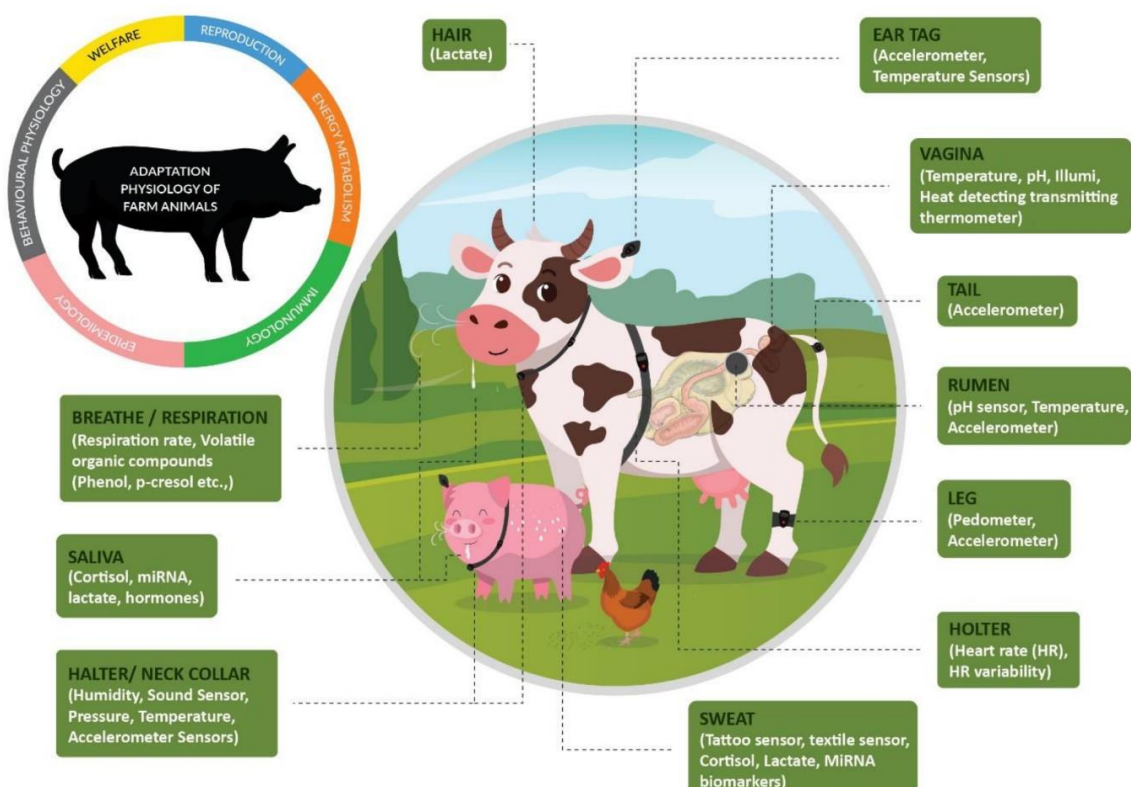 WELFARE
REPRODUCTION
ENERGY METABOLISM
IMMUNOLOGY
EPIDEMIOLOGY
BEHAVIOURAL PHYSIOLOGY
ADAPTATION
PHYSIOLOGY OF
FARM ANIMALS
HAIR
(Lactate)
EAR TAG
(Accelerometer,
Temperature Sensors)
VAGINA
(Temperature, pH, Illumi,
Heat detecting transmitting
thermometer)
TAIL
(Accelerometer)
RUMEN
(pH sensor, Temperature,
Accelerometer)
LEG
(Pedometer,
Accelerometer)
HOLTER
(Heart rate (HR),
HR variability)
BREATHE / RESPIRATION
(Respiration rate, Volatile
organic compounds
(Phenol, p-cresol etc.,)
SALIVA
(Cortisol, miRNA,
lactate, hormones)
HALTER/ NECK COLLAR
(Humidity, Sound Sensor,
Pressure, Temperature,
Accelerometer Sensors)
SWEAT
(Tattoo sensor, textile sensor,
Cortisol, Lactate, MiRNA
biomarkers)